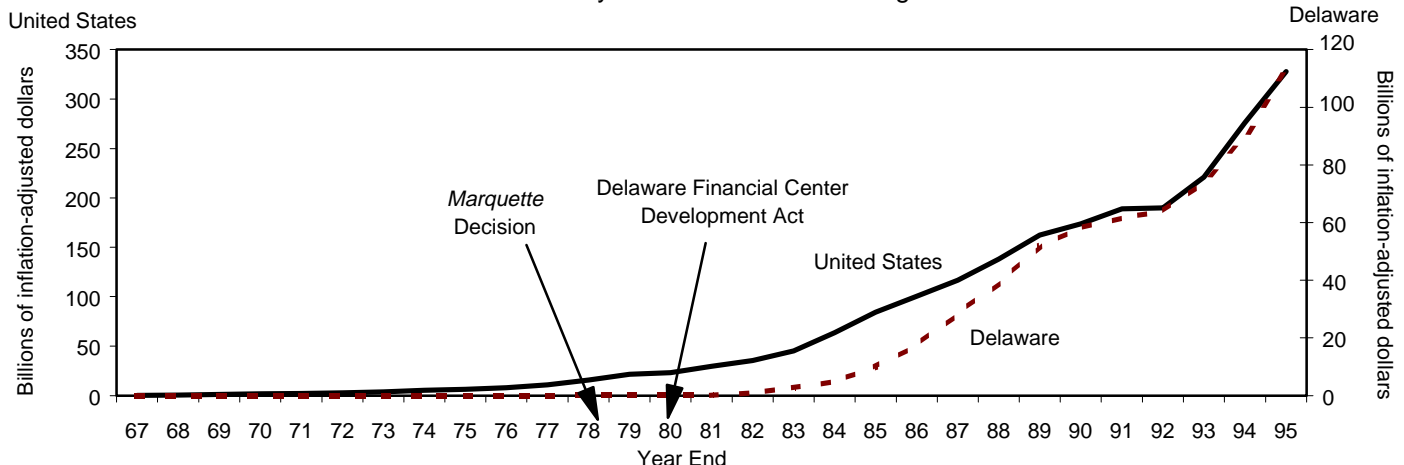 United States
Delaware
Billions of inflation-adjusted dollars
350
300
250
200
150
100
50
0
120
100
80
60
40
20
0
Billions of inflation-adjusted dollars
Marquette
Decision
Delaware Financial Center
Development Act
United States
Delaware
67 68 69 70 71 72 73 74 75 76 77 78 79 80 81 82 83 84 85 86 87 88 89 90 91 92 93 94 95
Year End